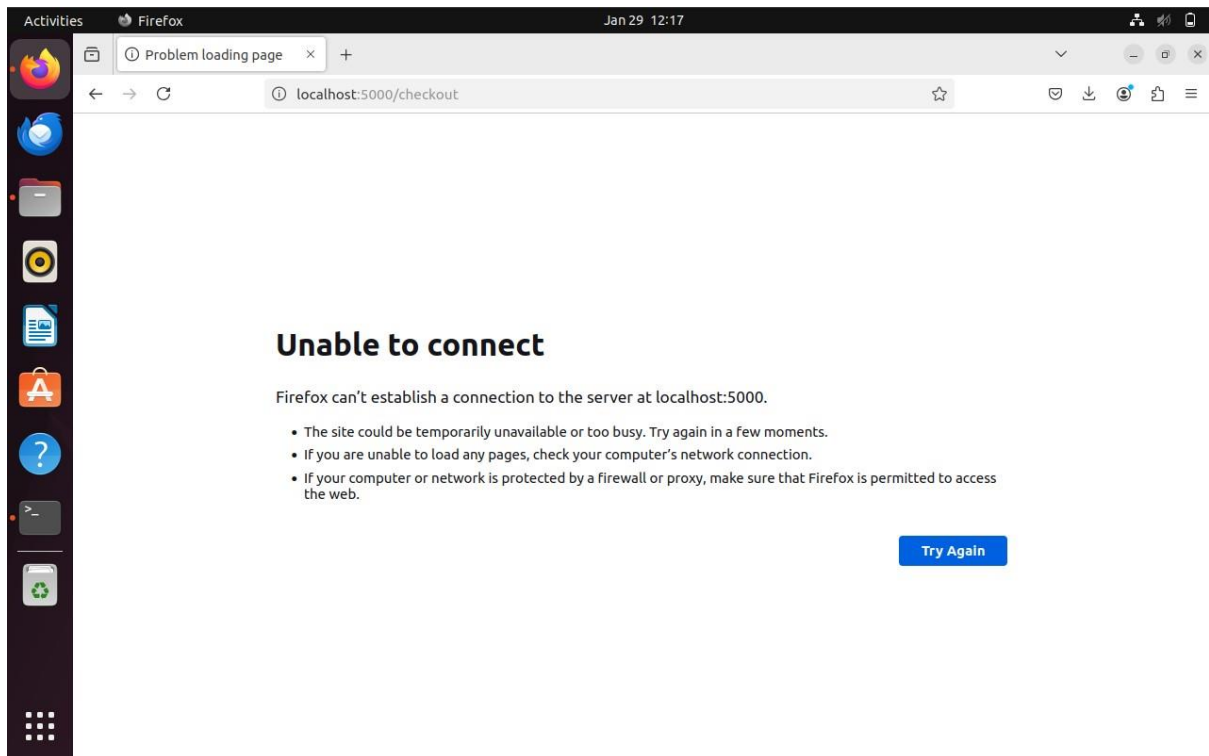 Activities Firefox Jan 29 12:17
Problem loading page
localhost:5000/checkout
Unable to connect
Firefox can’t establish a connection to the server at localhost:5000.
• The site could be temporarily unavailable or too busy. Try again in a few moments.
• If you are unable to load any pages, check your computer’s network connection.
• If your computer or network is protected by a firewall or proxy, make sure that Firefox is permitted to access
the web.
Try Again